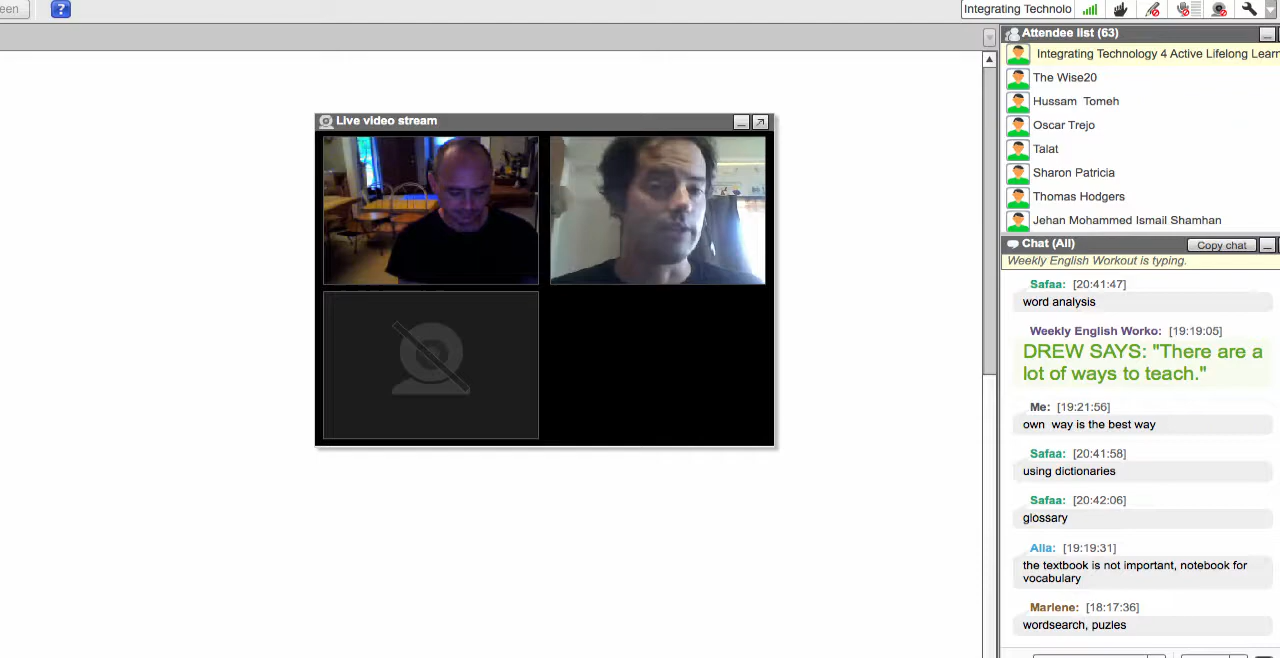 een
?
Integrating Technolo
Attendee list (63)
Integrating Technology 4 Active Lifelong Learn
The Wise20
Hussam Tomeh
Oscar Trejo
Talat
Sharon Patricia
Thomas Hodgers
Jehan Mohammed Ismail Shamhan
Live video stream
Chat (All)
Copy chat
Weekly English Workout is typing.
Safaa: [20:41:47]
word analysis
Weekly English Worko: [19:19:05]
DREW SAYS: "There are a
lot of ways to teach."
Me: [19:21:56]
own way is the best way
Safaa: [20:41:58]
using dictionaries
Safaa: [20:42:06]
glossary
Alla: [19:19:31]
the textbook is not important, notebook for
vocabulary
Marlene: [18:17:36]
wordsearch, puzles